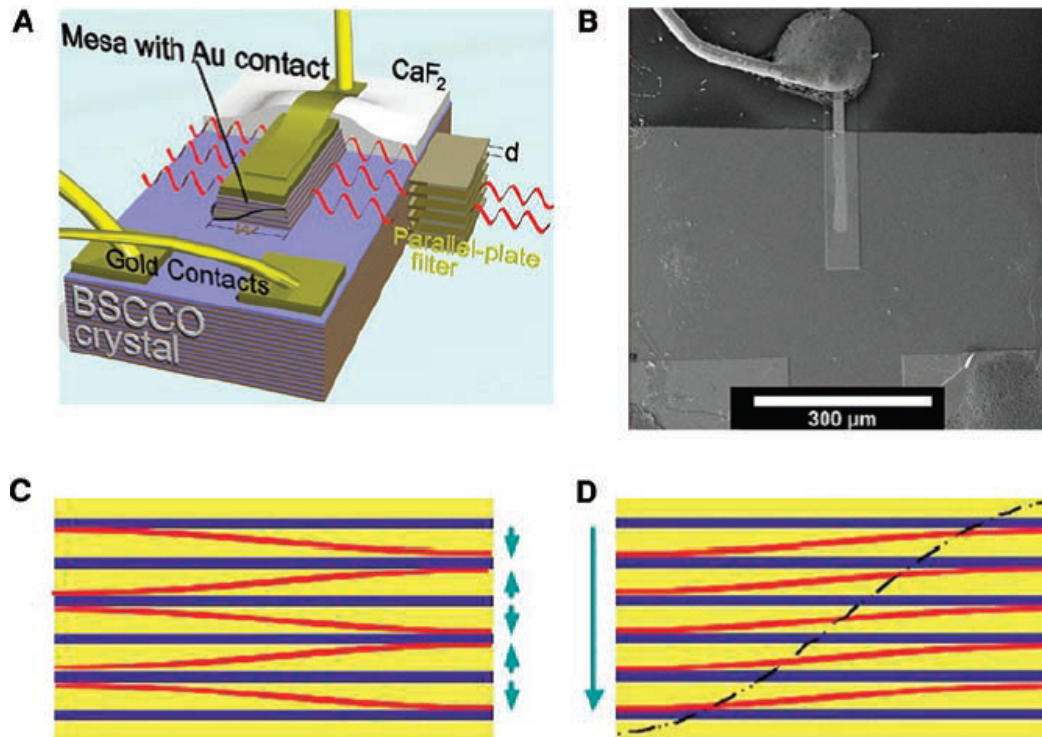 A
Mesa with Au contact
CaF2
d
w
Parallel-plate
filter
Gold Contacts
BSCCO
crystal
B
300 µm
C
D